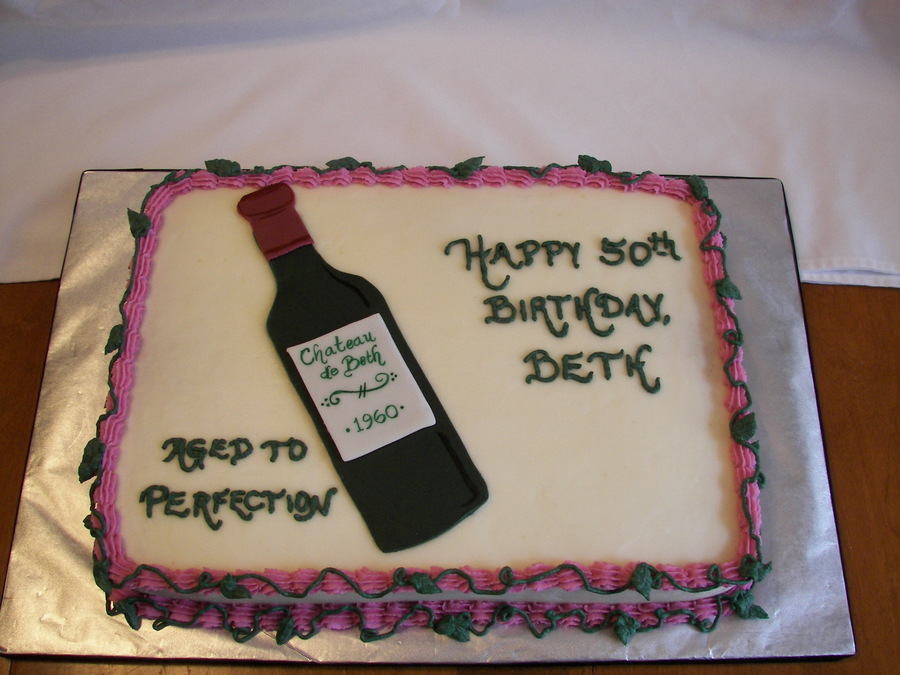 HAPPY 50th
BIRTHDAY,
BETH
Chateau
de Beth
·1960·
AGED TO
PERFECTION